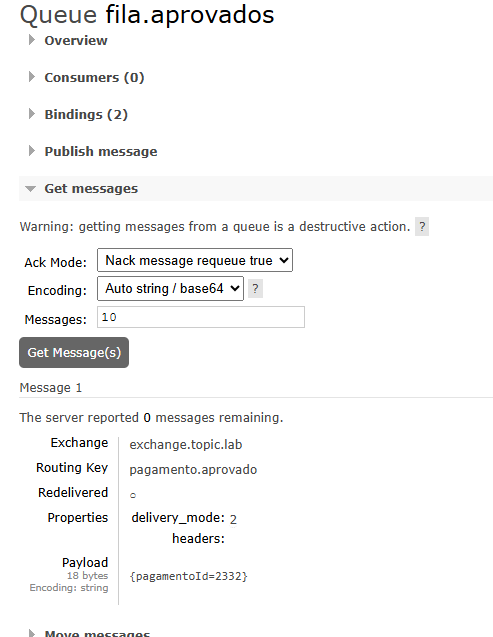 Queue fila.aprovados
Overview
Consumers (0)
Bindings (2)
Publish message
Get messages
Warning: getting messages from a queue is a destructive action. ?
Ack Mode: Nack message requeue true
Encoding: Auto string / base64 ?
Messages: 10
Get Message(s)
Message 1
The server reported 0 messages remaining.
Exchange exchange.topic.lab
Routing Key pagamento.aprovado
Redelivered ○
Properties delivery_mode: 2
headers:
Payload
18 bytes
Encoding: string
{pagamentoId=2332}
Move messages